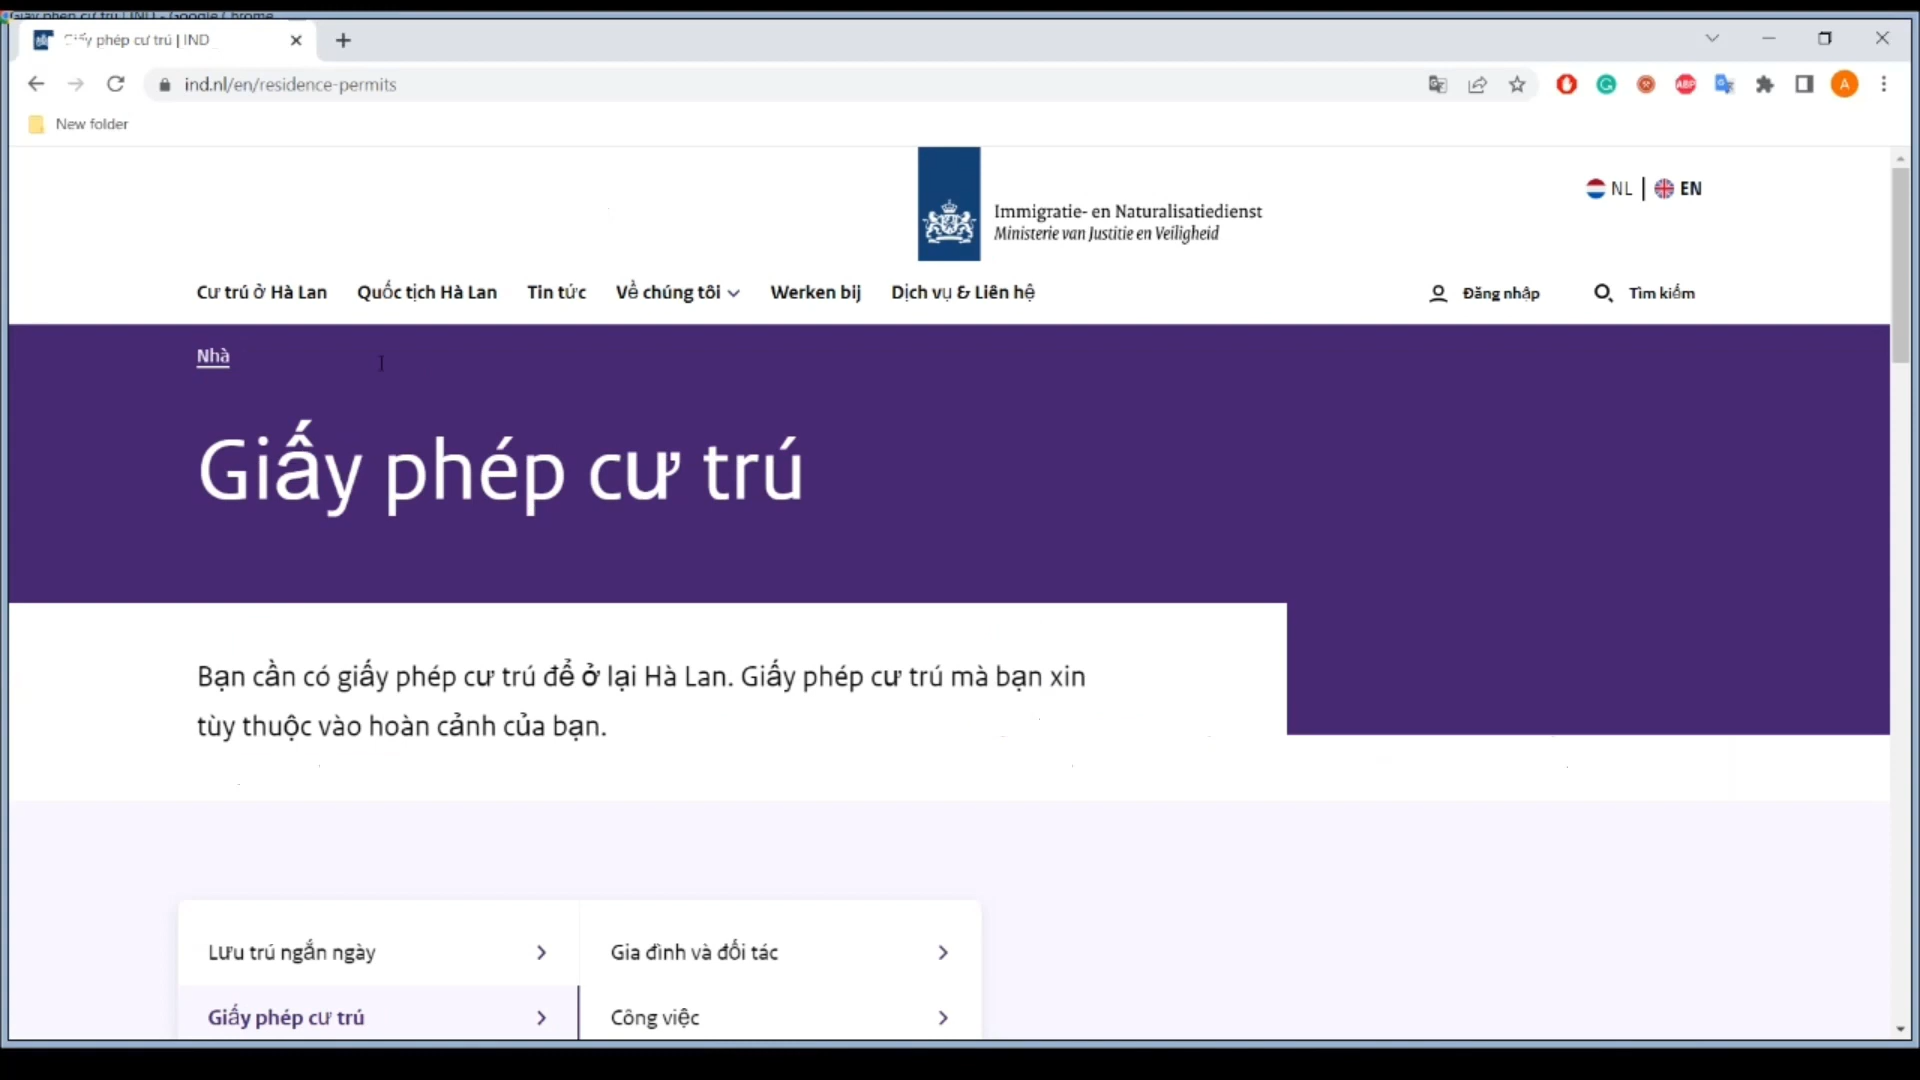 Giấy phép cư trú | IND
ind.nl/en/residence-permits
ABP
A
New folder
Immigratie- en Naturalisatiedienst
Ministerie van Justitie en Veiligheid
NL | EN
Cư trú ở Hà Lan Quốc tịch Hà Lan Tin tức Về chúng tôi Werken bij Dịch vụ & Liên hệ Đăng nhập Tìm kiếm
Nhà
Giấy phép cư trú
Bạn cần có giấy phép cư trú để ở lại Hà Lan. Giấy phép cư trú mà bạn xin
tùy thuộc vào hoàn cảnh của bạn.
Lưu trú ngắn ngày
Gia đình và đối tác
Giấy phép cư trú
Công việc